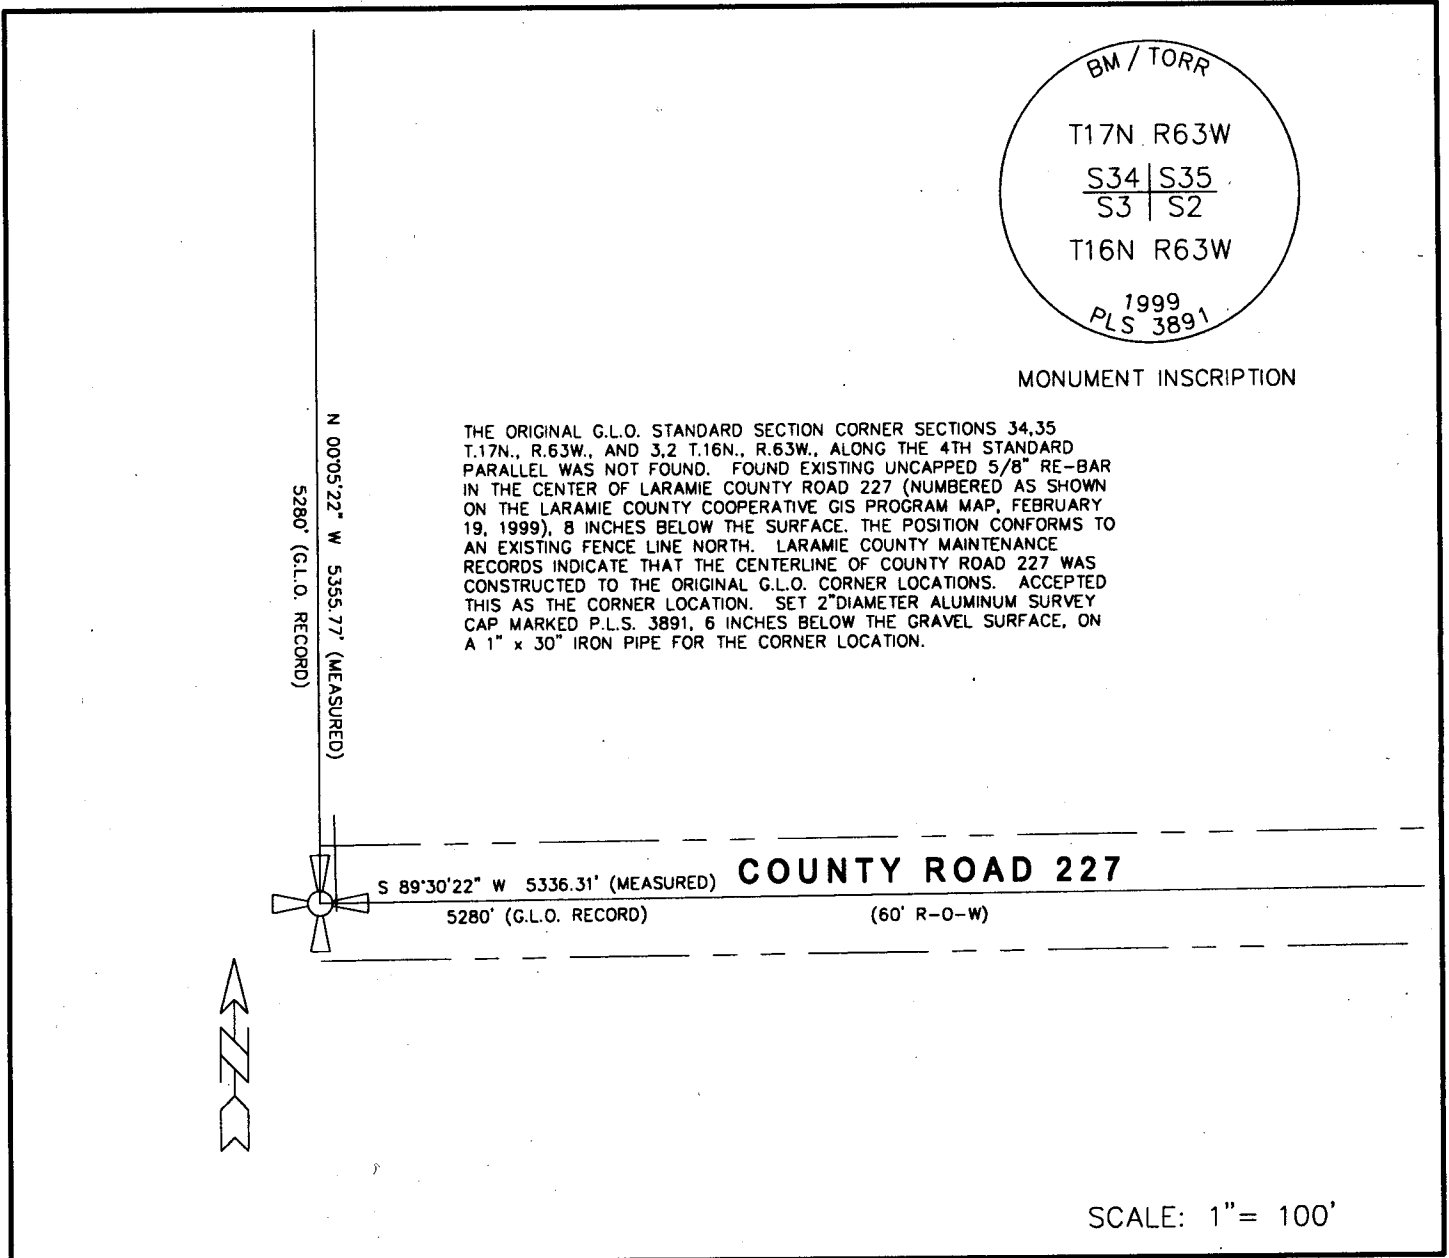 BM / TORR
T17N R63W
S34 S35
S3 S2
T16N R63W
1999
PLS 3891
MONUMENT INSCRIPTION
THE ORIGINAL G.L.O. STANDARD SECTION CORNER SECTIONS 34,35
T.17N., R.63W., AND 3,2 T.16N., R.63W., ALONG THE 4TH STANDARD
PARALLEL WAS NOT FOUND. FOUND EXISTING UNCAPPED 5/8" RE-BAR
IN THE CENTER OF LARAMIE COUNTY ROAD 227 (NUMBERED AS SHOWN
ON THE LARAMIE COUNTY COOPERATIVE GIS PROGRAM MAP, FEBRUARY
19, 1999), 8 INCHES BELOW THE SURFACE. THE POSITION CONFORMS TO
AN EXISTING FENCE LINE NORTH. LARAMIE COUNTY MAINTENANCE
RECORDS INDICATE THAT THE CENTERLINE OF COUNTY ROAD 227 WAS
CONSTRUCTED TO THE ORIGINAL G.L.O. CORNER LOCATIONS. ACCEPTED
THIS AS THE CORNER LOCATION. SET 2"DIAMETER ALUMINUM SURVEY
CAP MARKED P.L.S. 3891, 6 INCHES BELOW THE GRAVEL SURFACE, ON
A 1" x 30" IRON PIPE FOR THE CORNER LOCATION.
N 00°05'22" W 5355.77' (MEASURED)
5280' (G.L.O. RECORD)
S 89°30'22" W 5336.31' (MEASURED)
COUNTY ROAD 227
5280' (G.L.O. RECORD)
(60' R-O-W)
N
SCALE: 1"= 100'